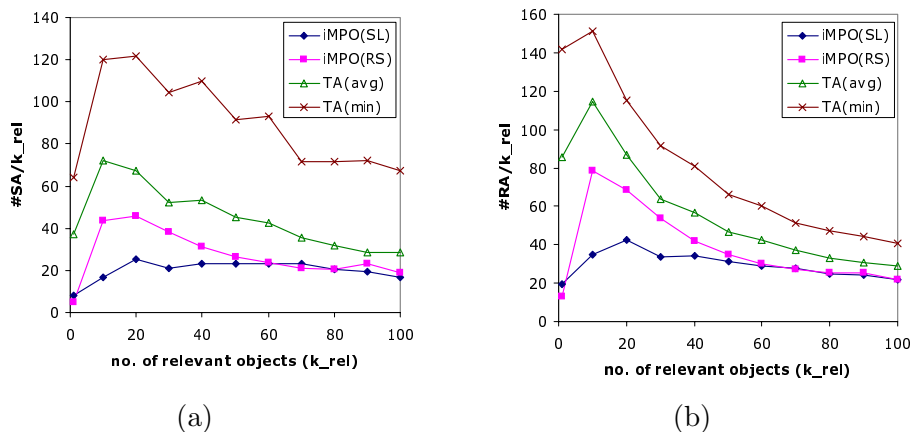 140
120
100
80
60
40
20
0
#SA/k_rel
iMPO(SL)
iMPO(RS)
TA(avg)
TA(min)
0 20 40 60 80 100
no. of relevant objects (k_rel)
(a)
160
140
120
100
80
60
40
20
0
#RA/k_rel
iMPO(SL)
iMPO(RS)
TA(avg)
TA(min)
0 20 40 60 80 100
no. of relevant objects (k_rel)
(b)